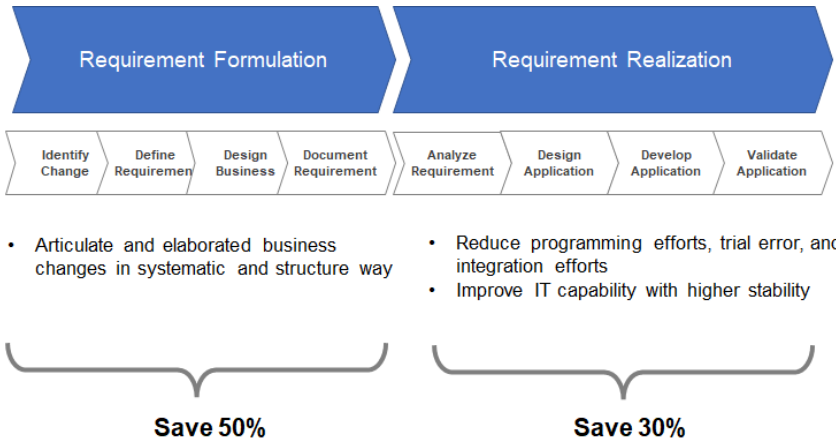 Requirement Formulation
Requirement Realization
Identify
Change
Define
Requiremen
Design
Business
Document
Requirement
Analyze
Requirement
Design
Application
Develop
Application
Validate
Application
• Articulate and elaborated business
changes in systematic and structure way
• Reduce programming efforts, trial error, and
integration efforts
• Improve IT capability with higher stability
Save 50%
Save 30%